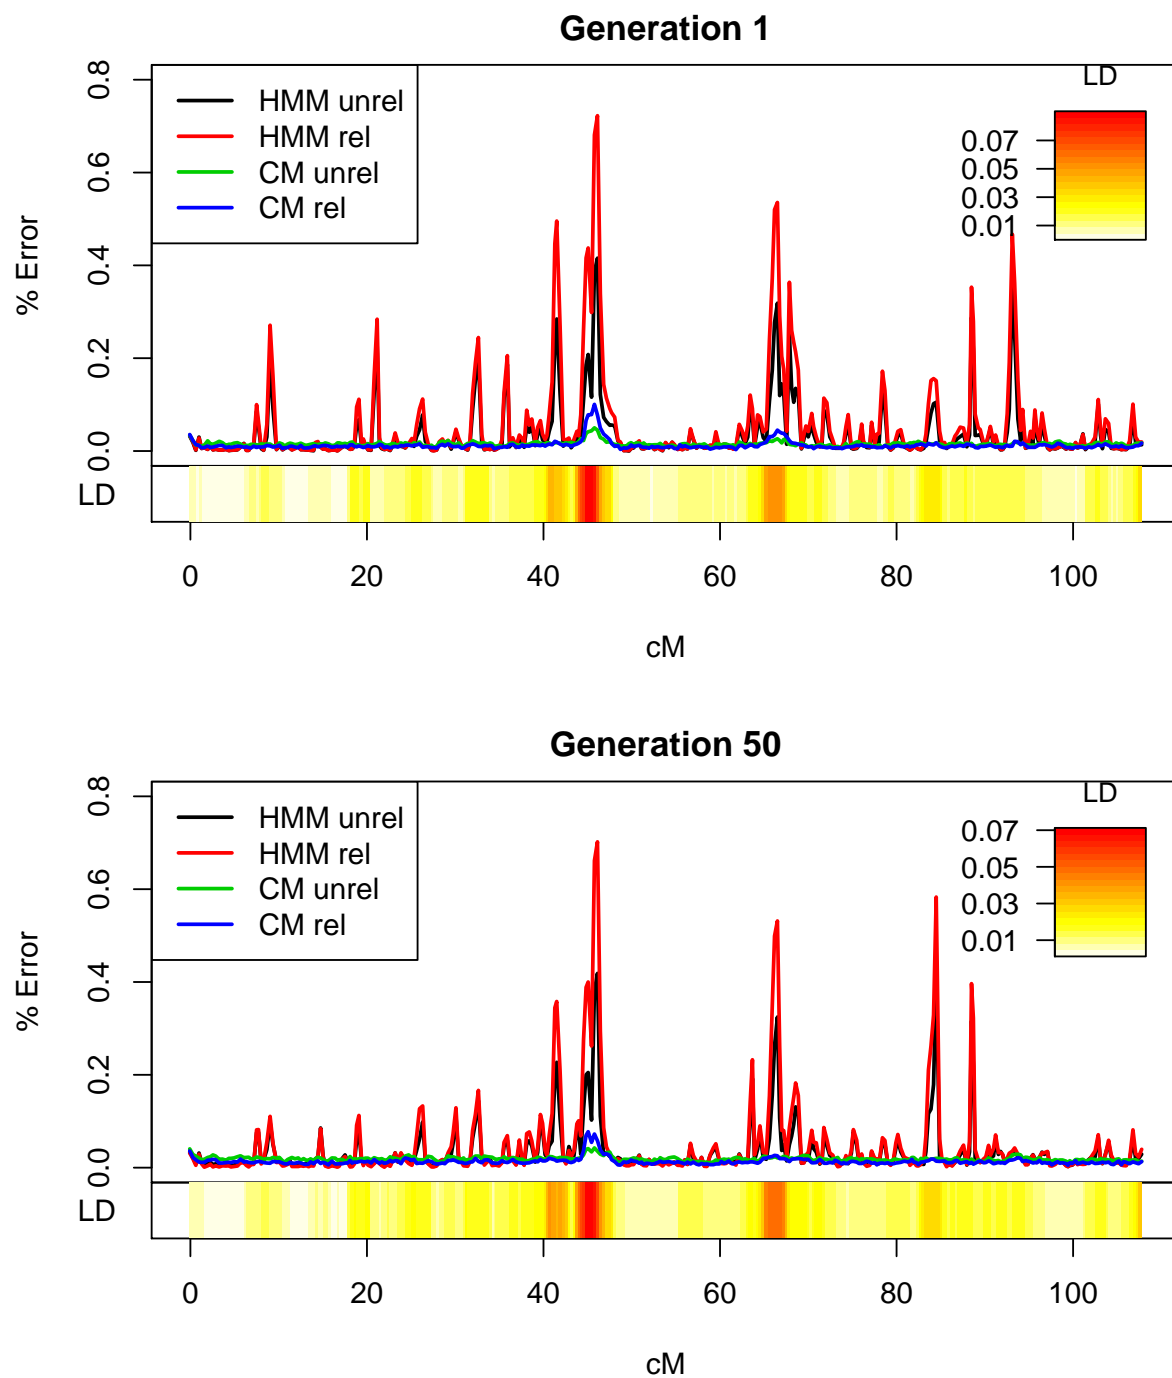 Generation 1
% Error
0.8
0.6
0.4
0.2
0.0
HMM unrel
HMM rel
CM unrel
CM rel
LD
0.07
0.05
0.03
0.01
LD
0 20 40 60 80 100
cM
Generation 50
% Error
0.8
0.6
0.4
0.2
0.0
HMM unrel
HMM rel
CM unrel
CM rel
LD
0.07
0.05
0.03
0.01
LD
0 20 40 60 80 100
cM